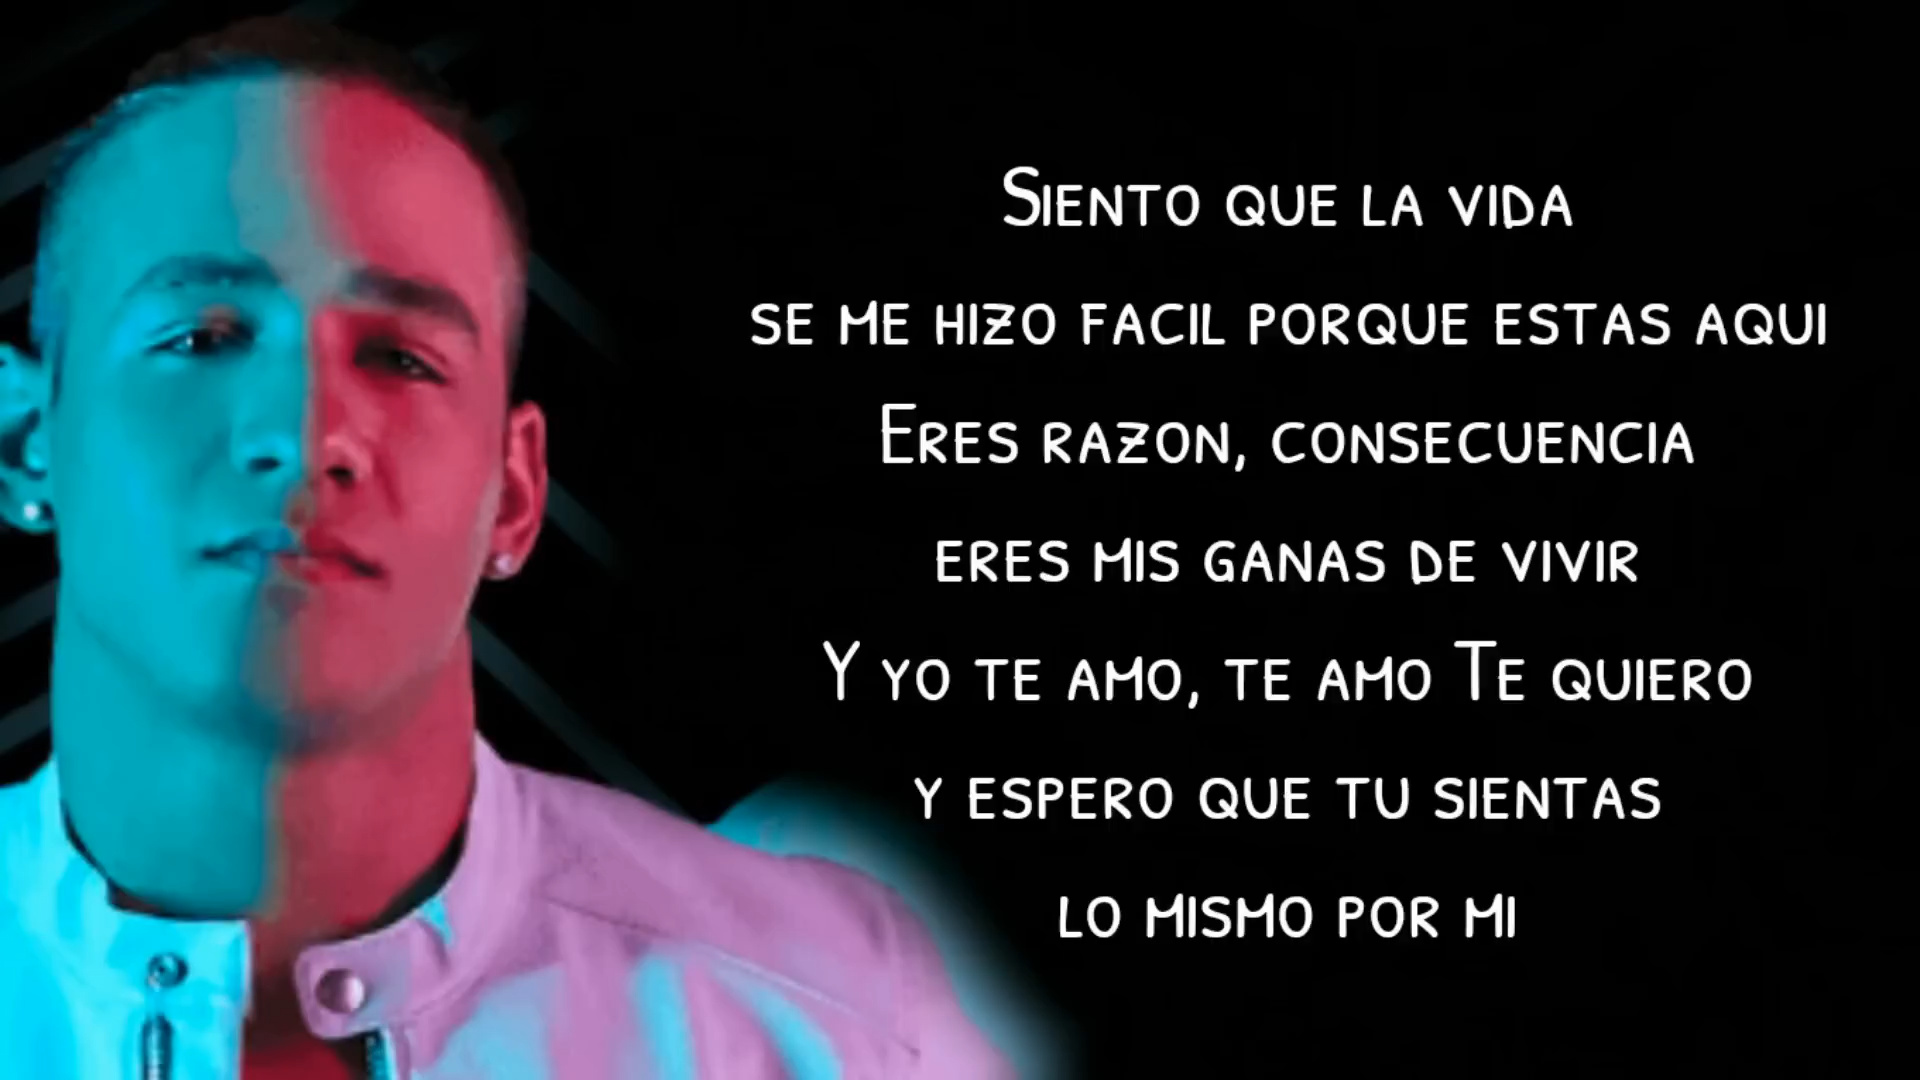 Siento que la vida
se me hizo facil porque estas aqui
Eres razon, consecuencia
eres mis ganas de vivir
Y yo te amo, te amo Te quiero
y espero que tu sientas
lo mismo por mi